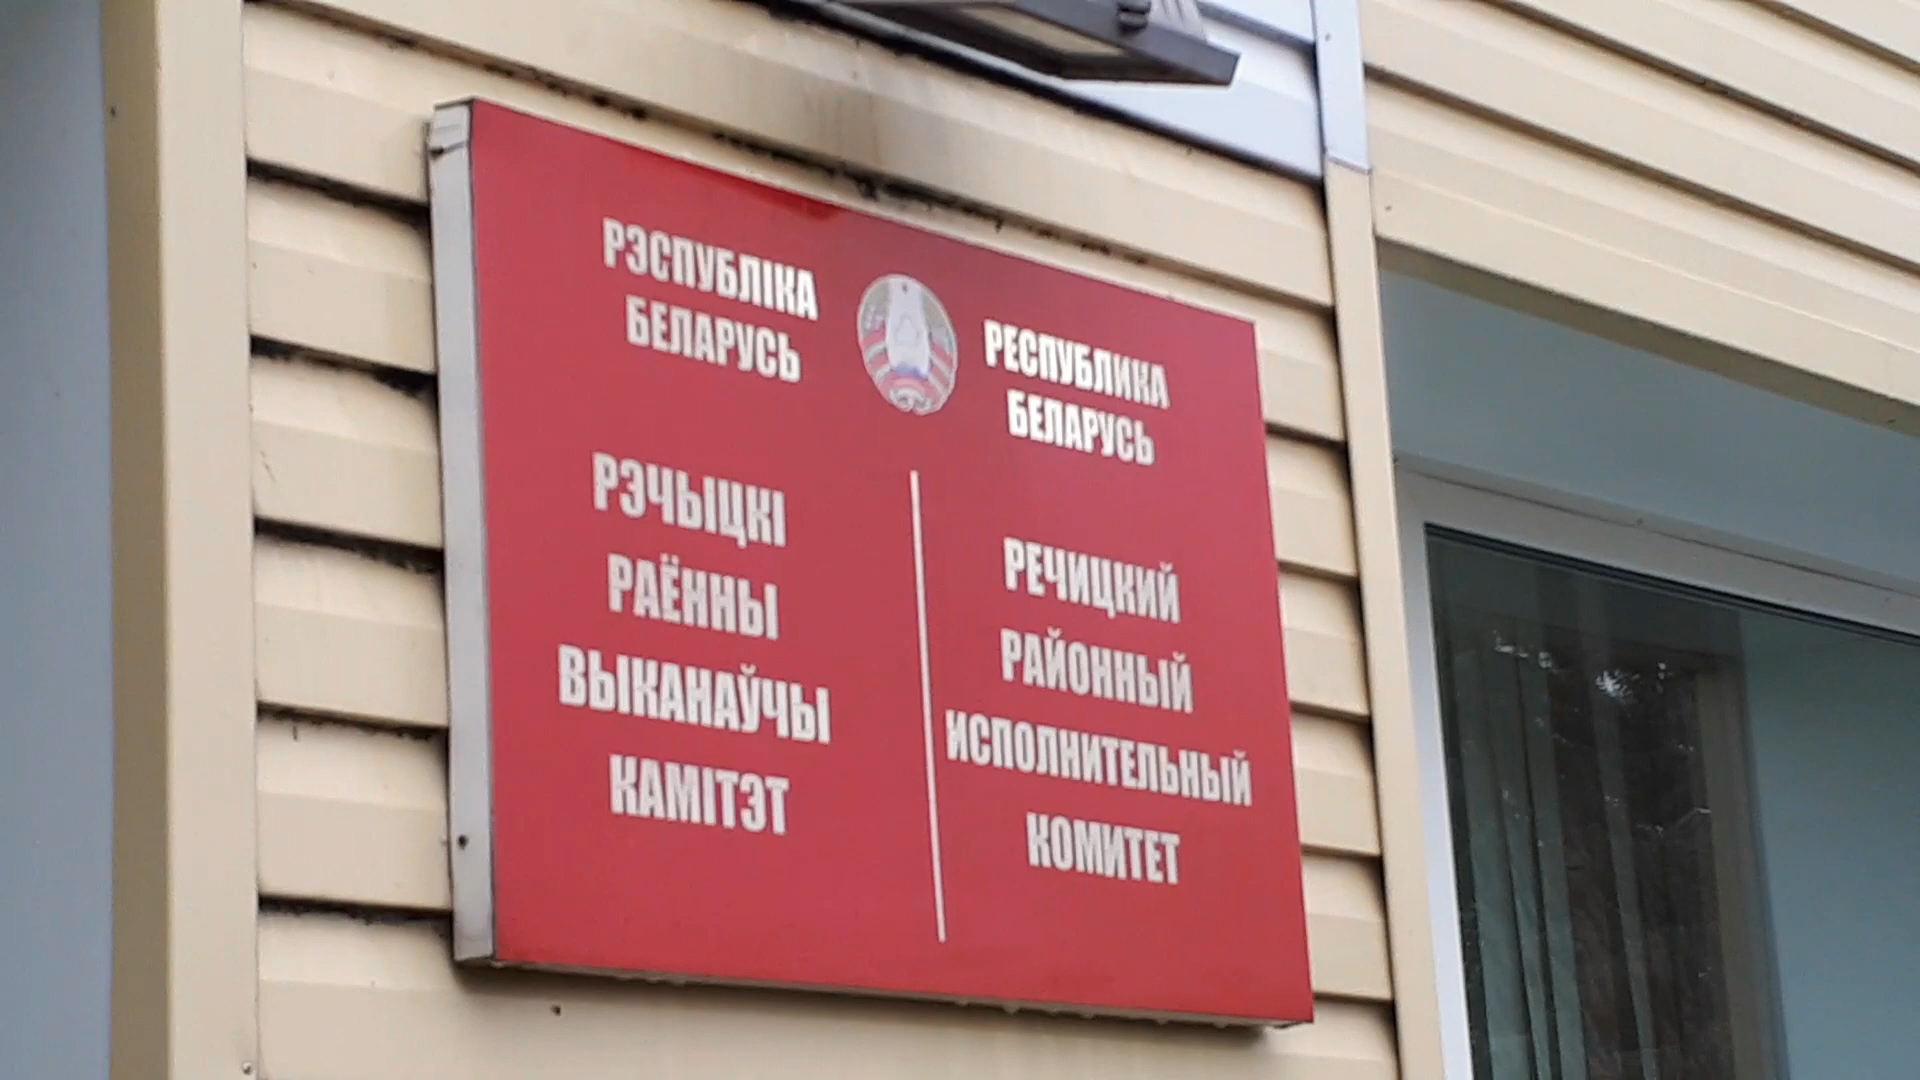 РЭСПУБЛІКА
БЕЛАРУСЬ
РЭЧЫЦКІ
РАЁННЫ
ВЫКАНАЎЧЫ
КАМІТЭТ
РЕСПУБЛИКА
БЕЛАРУСЬ
РЕЧИЦКИЙ
РАЙОННЫЙ
ИСПОЛНИТЕЛЬНЫЙ
КОМИТЕТ